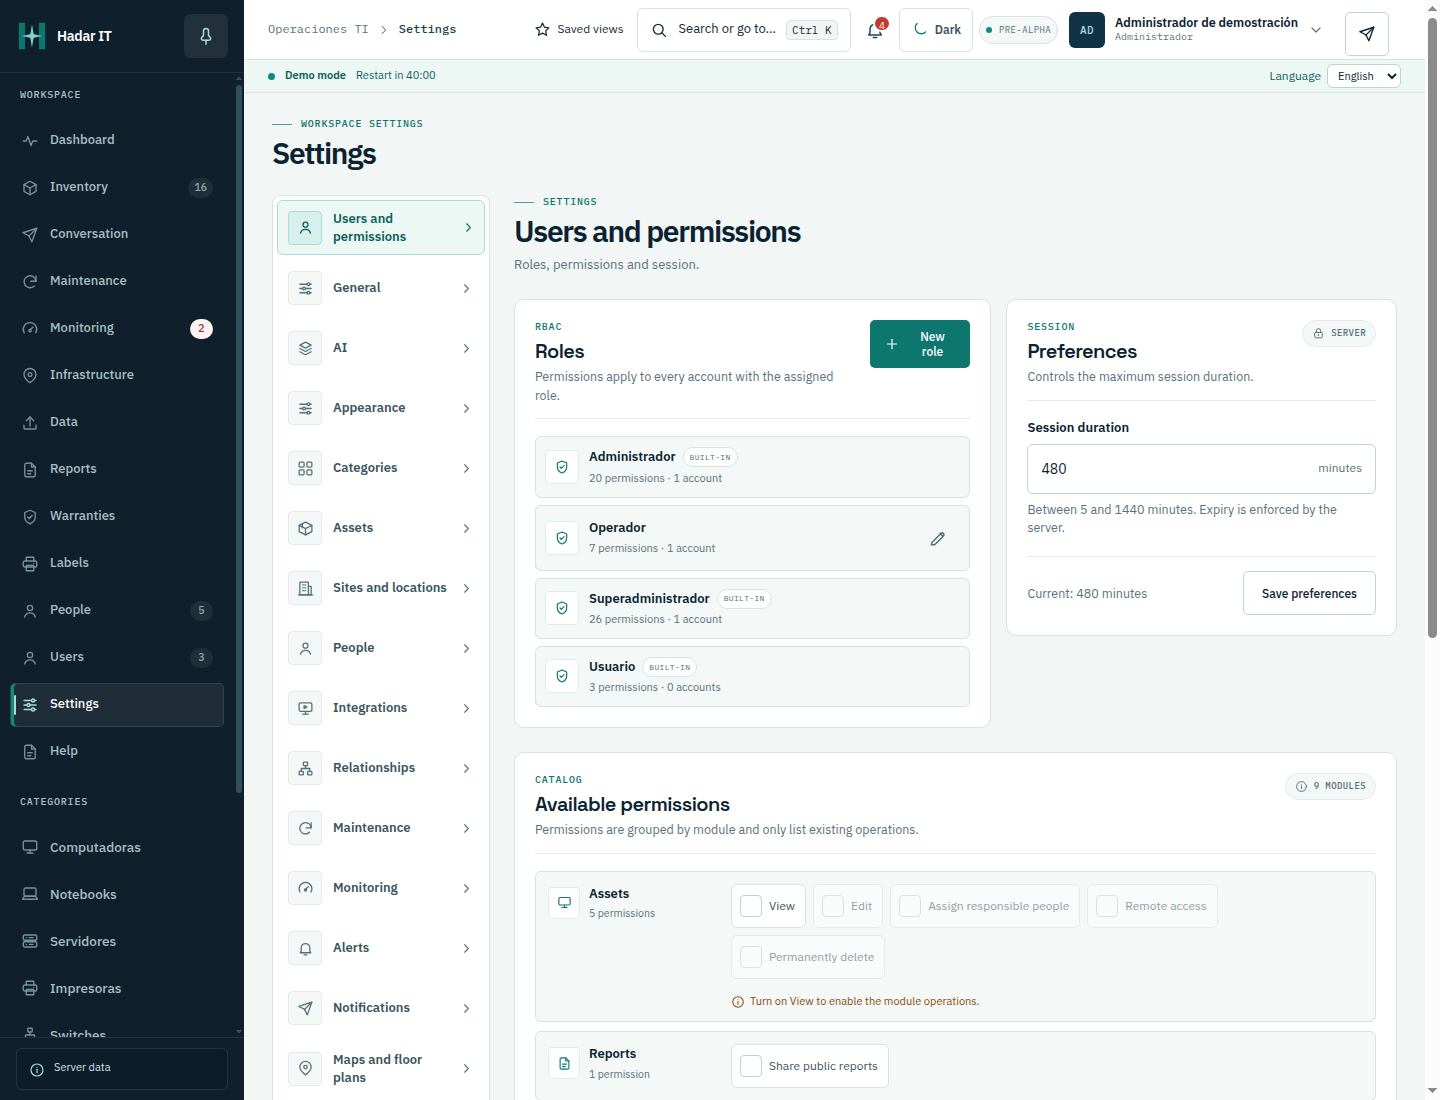 Hadar IT
WORKSPACE
Dashboard
Inventory 16
Conversation
Maintenance
Monitoring 2
Infrastructure
Data
Reports
Warranties
Labels
People 5
Users 3
Settings
Help
CATEGORIES
Computadoras
Notebooks
Servidores
Impresoras
Switches
Server data
Operaciones TI > Settings
Saved views
Search or go to... Ctrl K
4
Dark
PRE-ALPHA
AD
Administrador de demostración
Administrador
Demo mode Restart in 40:00
Language English
WORKSPACE SETTINGS
Settings
Users and
permissions
General
AI
Appearance
Categories
Assets
Sites and locations
People
Integrations
Relationships
Maintenance
Monitoring
Alerts
Notifications
Maps and floor
plans
SETTINGS
Users and permissions
Roles, permissions and session.
RBAC
Roles
Permissions apply to every account with the assigned
role.
New
role
Administrador BUILT-IN
20 permissions · 1 account
Operador
7 permissions · 1 account
Superadministrador BUILT-IN
26 permissions · 1 account
Usuario BUILT-IN
3 permissions · 0 accounts
SESSION
Preferences
SERVER
Controls the maximum session duration.
Session duration
480 minutes
Between 5 and 1440 minutes. Expiry is enforced by the
server.
Current: 480 minutes
Save preferences
CATALOG
Available permissions
9 MODULES
Permissions are grouped by module and only list existing operations.
Assets
5 permissions
View Edit Assign responsible people Remote access
Permanently delete
Turn on View to enable the module operations.
Reports
1 permission
Share public reports